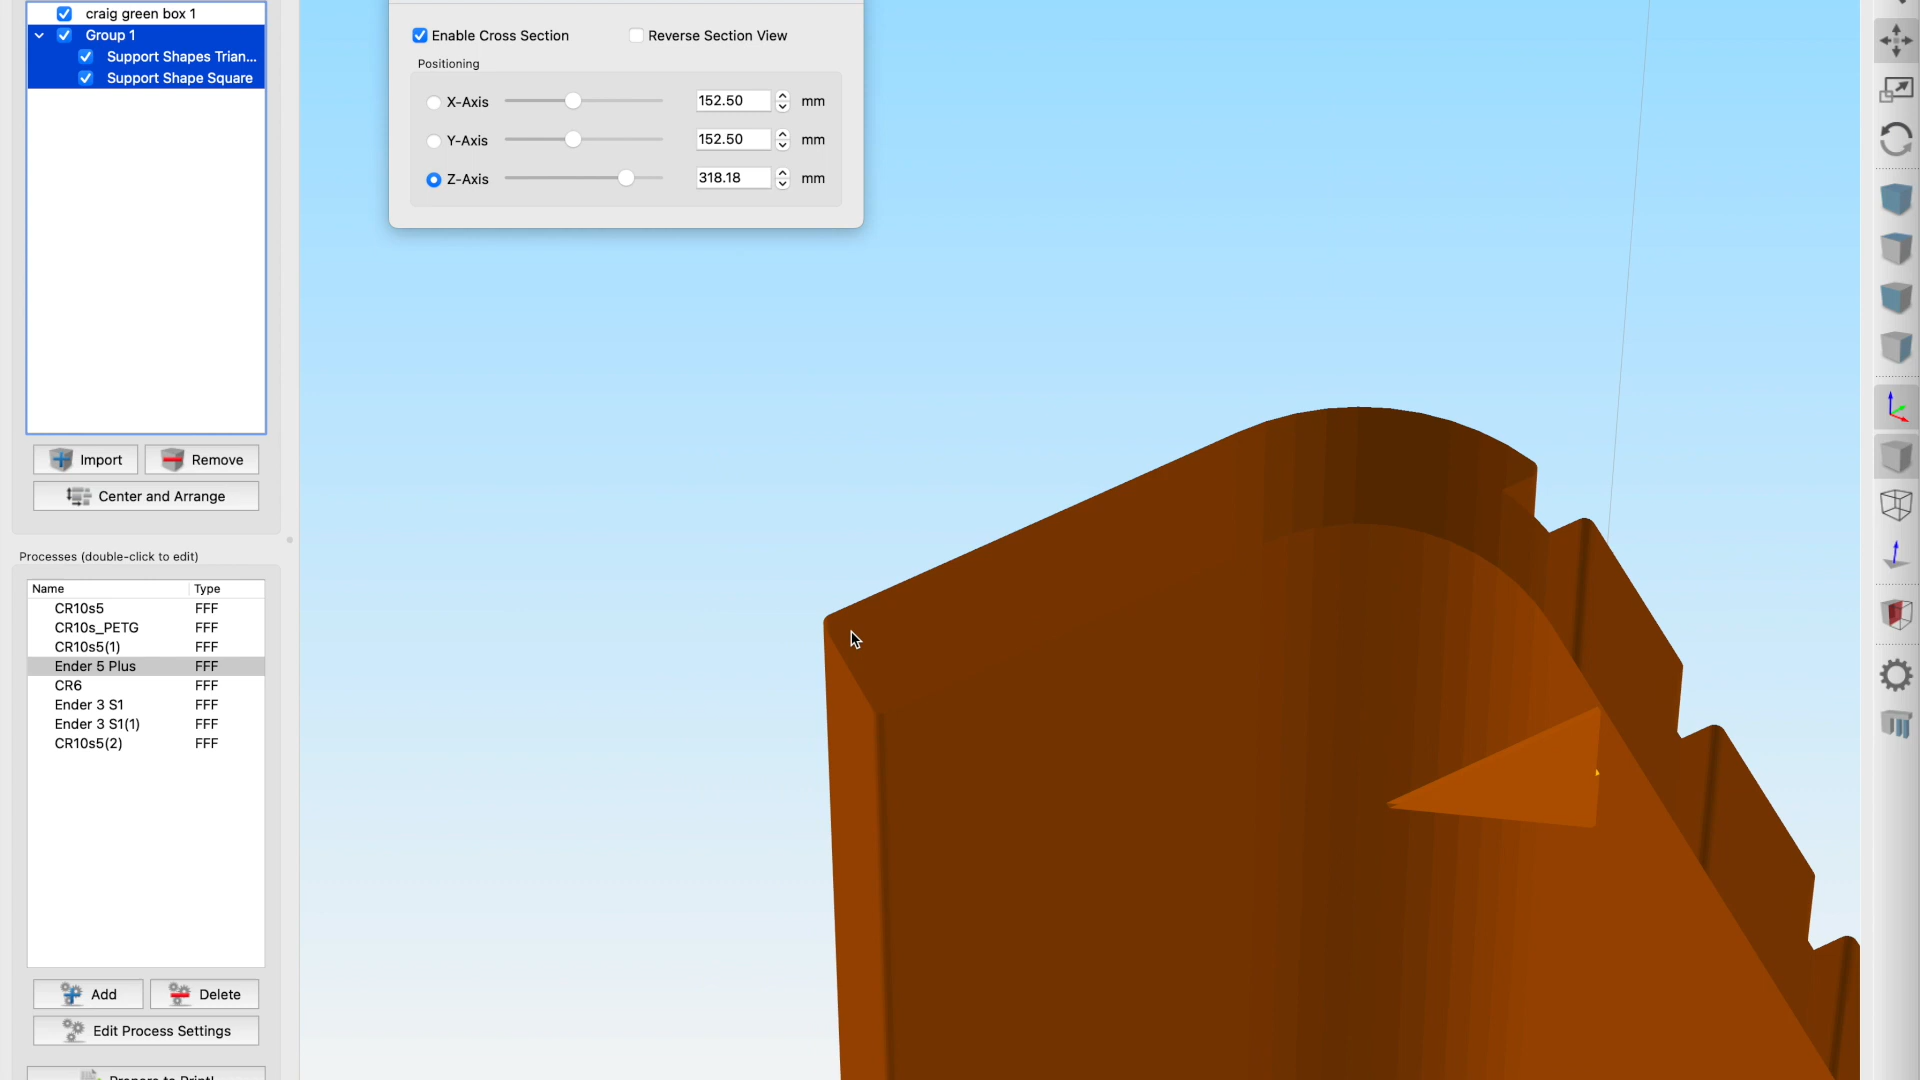 craig green box 1
Group 1
Support Shapes Trian...
Support Shape Square
Enable Cross Section
Reverse Section View
Positioning
X-Axis 152.50 mm
Y-Axis 152.50 mm
Z-Axis 318.18 mm
Import
Remove
Center and Arrange
Processes (double-click to edit)
Name Type
CR10s5 FFF
CR10s_PETG FFF
CR10s5(1) FFF
Ender 5 Plus FFF
CR6 FFF
Ender 3 S1 FFF
Ender 3 S1(1) FFF
CR10s5(2) FFF
Add
Delete
Edit Process Settings
Prepare to Print!